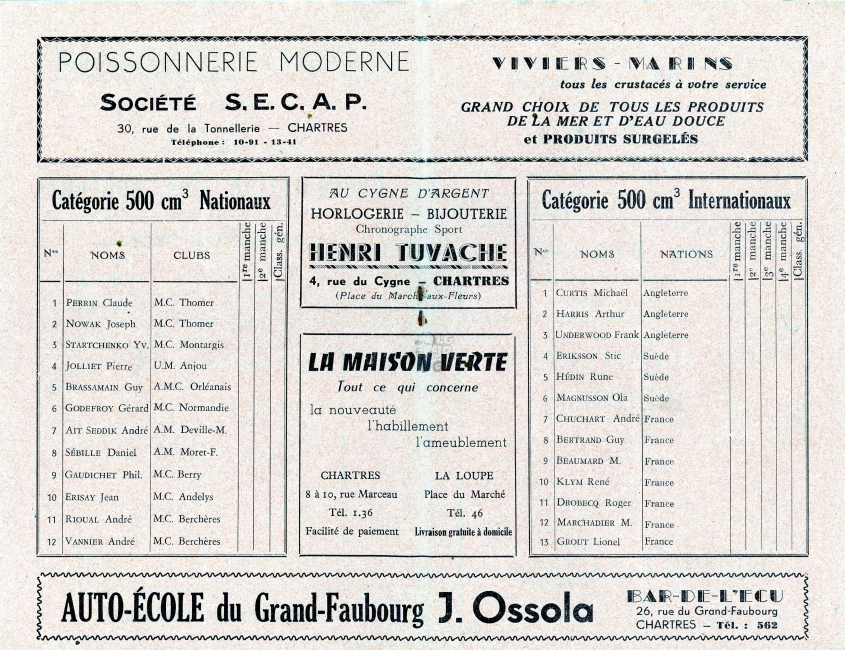 POISSONNERIE MODERNE
SOCIÉTÉ S.E.C.A.P.
30, rue de la Tonnellerie — CHARTRES
Téléphone : 10-91 - 13-41
VIVIERS - MARINS
tous les crustacés à votre service
GRAND CHOIX DE TOUS LES PRODUITS
DE LA MER ET D'EAU DOUCE
et PRODUITS SURGELÉS
Catégorie 500 cm³ Nationaux
Nos NOMS CLUBS 1re manche 2e manche Class. gén.
1 PERRIN Claude M.C. Thomer
2 NOWAK Joseph M.C. Thomer
3 STARTCHENKO Yv. M.C. Montargis
4 JOLLIET Pierre U.M. Anjou
5 BRASSAMAIN Guy A.M.C. Orléanais
6 GODEFROY Gérard M.C. Normandie
7 AIT SEDDIK André A.M. Deville-M.
8 SÉBILLE Daniel A.M. Moret-F.
9 GAUDICHET Phil. M.C. Berry
10 ERISAY Jean M.C. Andelys
11 RIOUAL André M.C. Berchères
12 VANNIER André M.C. Berchères
AU CYGNE D'ARGENT
HORLOGERIE – BIJOUTERIE
Chronographe Sport
HENRI TUVACHE
4, rue du Cygne – CHARTRES
(Place du Marché-aux-Fleurs)
LA MAISON VERTE
Tout ce qui concerne
la nouveauté
l'habillement
l'ameublement
CHARTRES
8 à 10, rue Marceau
Tél. 1.36
Facilité de paiement
LA LOUPE
Place du Marché
Tél. 46
Livraison gratuite à domicile
Catégorie 500 cm³ Internationaux
Nos NOMS NATIONS 1re manche 2e manche 3e manche 4e manche Class. gén.
1 CURTIS Michaël Angleterre
2 HARRIS Arthur Angleterre
3 UNDERWOOD Frank Angleterre
4 ERIKSSON Stic Suède
5 HÉDIN Rune Suède
6 MAGNUSSON Ola Suède
7 CHUCHART André France
8 BERTRAND Guy France
9 BEAUMARD M. France
10 KLYM René France
11 DROBECQ Roger France
12 MARCHADIER M. France
13 GROUT Lionel France
AUTO-ÉCOLE du Grand-Faubourg J. Ossola
BAR-DE-L'ECU
26, rue du Grand-Faubourg
CHARTRES – Tél. : 562